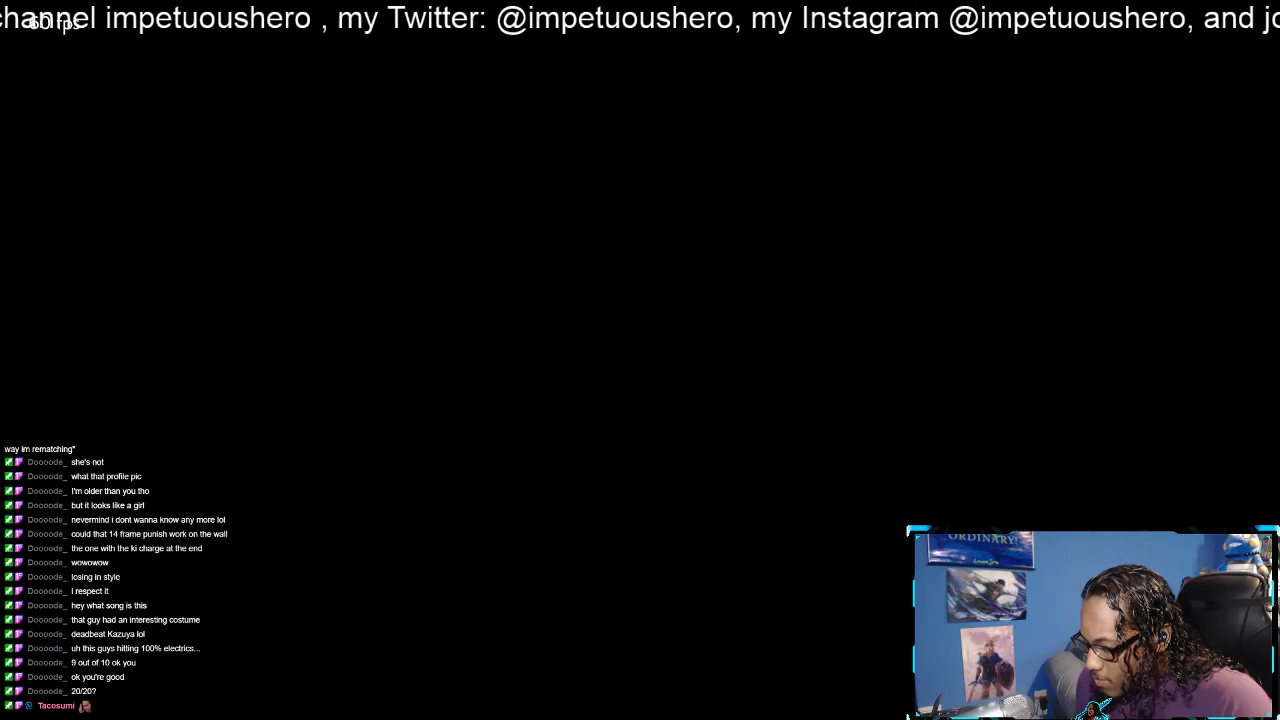 channel impetuoushero , my Twitter: @impetuoushero, my Instagram @impetuoushero, and jo
60 fps
way im rematching"
Doooode_ she's not
Doooode_ what that profile pic
Doooode_ I'm older than you tho
Doooode_ but it looks like a girl
Doooode_ nevermind i dont wanna know any more lol
Doooode_ could that 14 frame punish work on the wall
Doooode_ the one with the ki charge at the end
Doooode_ wowowow
Doooode_ losing in style
Doooode_ i respect it
Doooode_ hey what song is this
Doooode_ that guy had an interesting costume
Doooode_ deadbeat Kazuya lol
Doooode_ uh this guys hitting 100% electrics...
Doooode_ 9 out of 10 ok you
Doooode_ ok you're good
Doooode_ 20/20?
Tacosumi
ORDINARY!